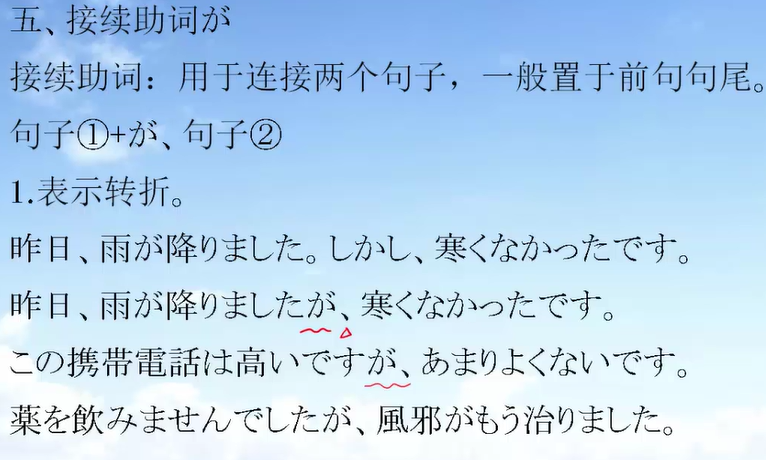 五、接续助词が
接续助词：用于连接两个句子，一般置于前句句尾。
句子①+が、句子②
1.表示转折。
昨日、雨が降りました。しかし、寒くなかったです。
昨日、雨が降りましたが、寒くなかったです。
この携帯電話は高いですが、あまりよくないです。
薬を飲みませんでしたが、風邪がもう治りました。